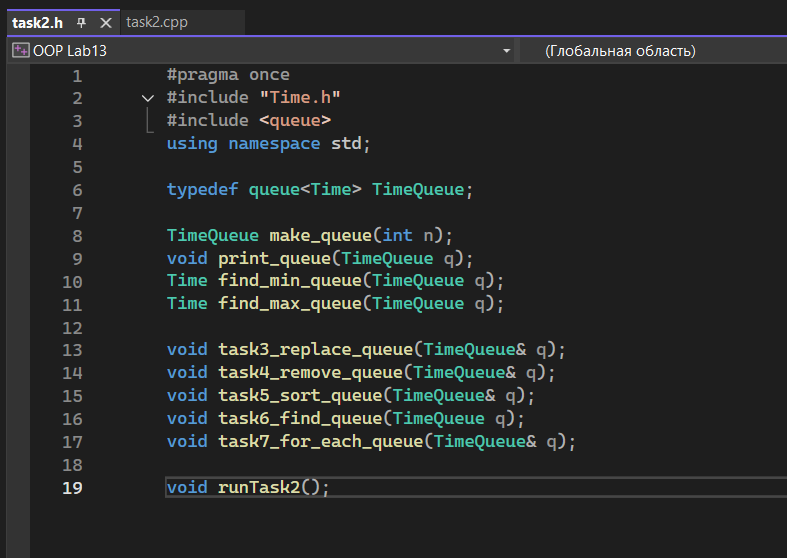 task2.h task2.cpp
OOP Lab13 (Глобальная область)
1 #pragma once
2 #include "Time.h"
3 #include <queue>
4 using namespace std;
5
6 typedef queue<Time> TimeQueue;
7
8 TimeQueue make_queue(int n);
9 void print_queue(TimeQueue q);
10 Time find_min_queue(TimeQueue q);
11 Time find_max_queue(TimeQueue q);
12
13 void task3_replace_queue(TimeQueue& q);
14 void task4_remove_queue(TimeQueue& q);
15 void task5_sort_queue(TimeQueue& q);
16 void task6_find_queue(TimeQueue q);
17 void task7_for_each_queue(TimeQueue& q);
18
19 void runTask2();